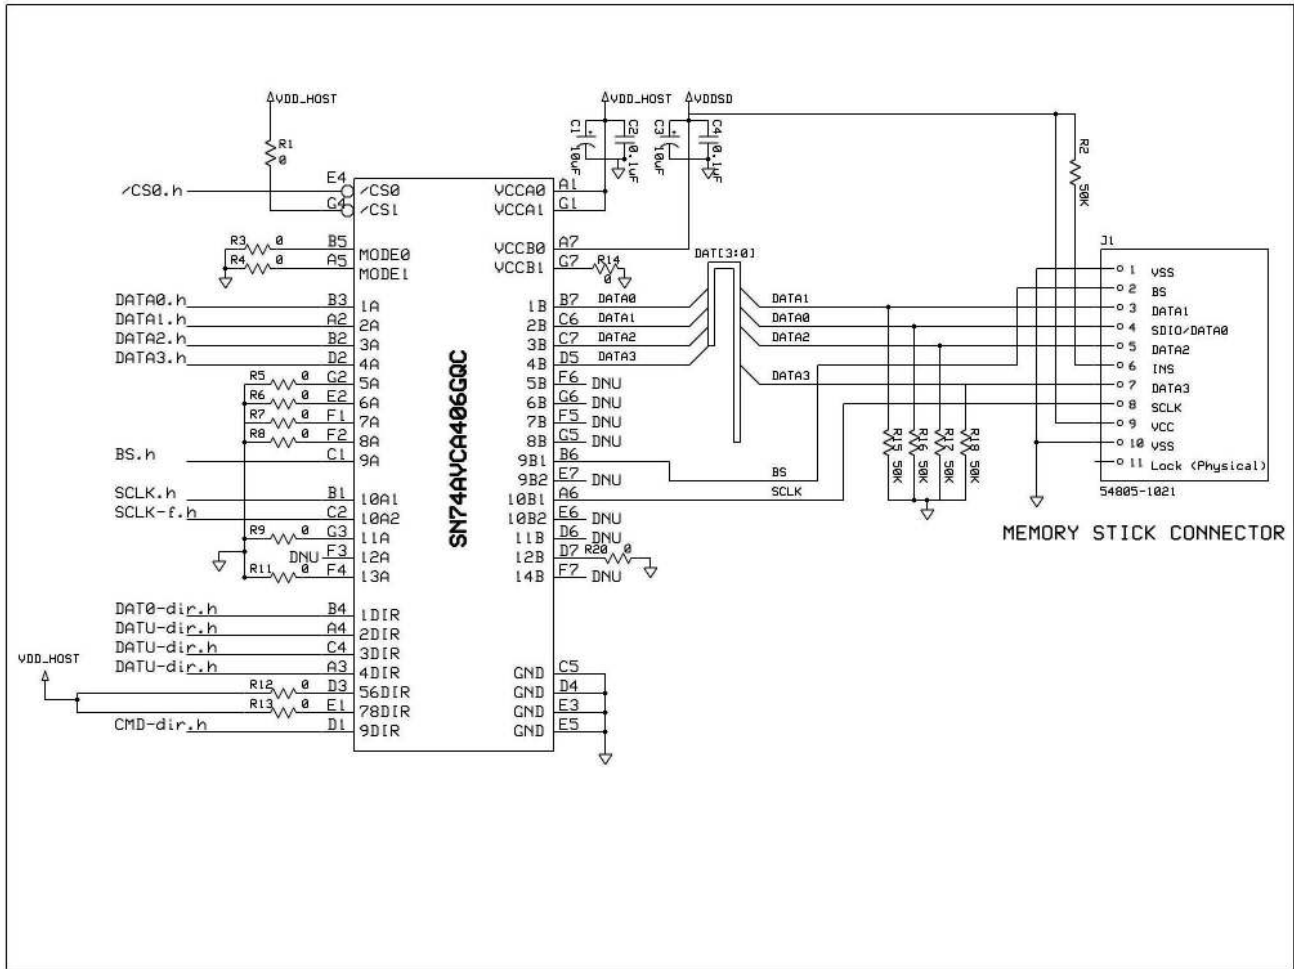 VDD_HOST
VDD_HOST
VDDSD
R1
0
C1 10uF
C2 0.1uF
C3 10uF
C4 0.1uF
R2
50K
/CS0.h
E4 /CS0
G4 /CS1
R3 0 B5 MODE0
R4 0 A5 MODE1
DATA0.h B3 1A
DATA1.h A2 2A
DATA2.h B2 3A
DATA3.h D2 4A
R5 0 G2 5A
R6 0 E2 6A
R7 0 F1 7A
R8 0 F2 8A
BS.h C1 9A
SCLK.h B1 10A1
SCLK-f.h C2 10A2
R9 0 G3 11A
DNU F3 12A
R11 0 F4 13A
DAT0-dir.h B4 1DIR
DATU-dir.h A4 2DIR
DATU-dir.h C4 3DIR
DATU-dir.h A3 4DIR
VDD_HOST
R12 0 D3 56DIR
R13 0 E1 78DIR
CMD-dir.h D1 9DIR
SN74AVCA406GQC
VCCA0 A1
VCCA1 G1
VCCB0 A7
VCCB1 G7 R14 0
1B B7 DATA0
2B C6 DATA1
3B C7 DATA2
4B D5 DATA3
5B F6 DNU
6B G6 DNU
7B F5 DNU
8B G5 DNU
9B1 B6
9B2 E7 DNU
10B1 A6
10B2 E6 DNU
11B D6 DNU
12B D7 R20 0
14B F7 DNU
GND C5
GND D4
GND E3
GND E5
DAT[3:0]
DATA1
DATA0
DATA2
DATA3
BS
SCLK
R15 50K
R16 50K
R17 50K
R18 50K
J1
1 VSS
2 BS
3 DATA1
4 SDIO/DATA0
5 DATA2
6 INS
7 DATA3
8 SCLK
9 VCC
10 VSS
11 Lock (Physical)
54805-1021
MEMORY STICK CONNECTOR